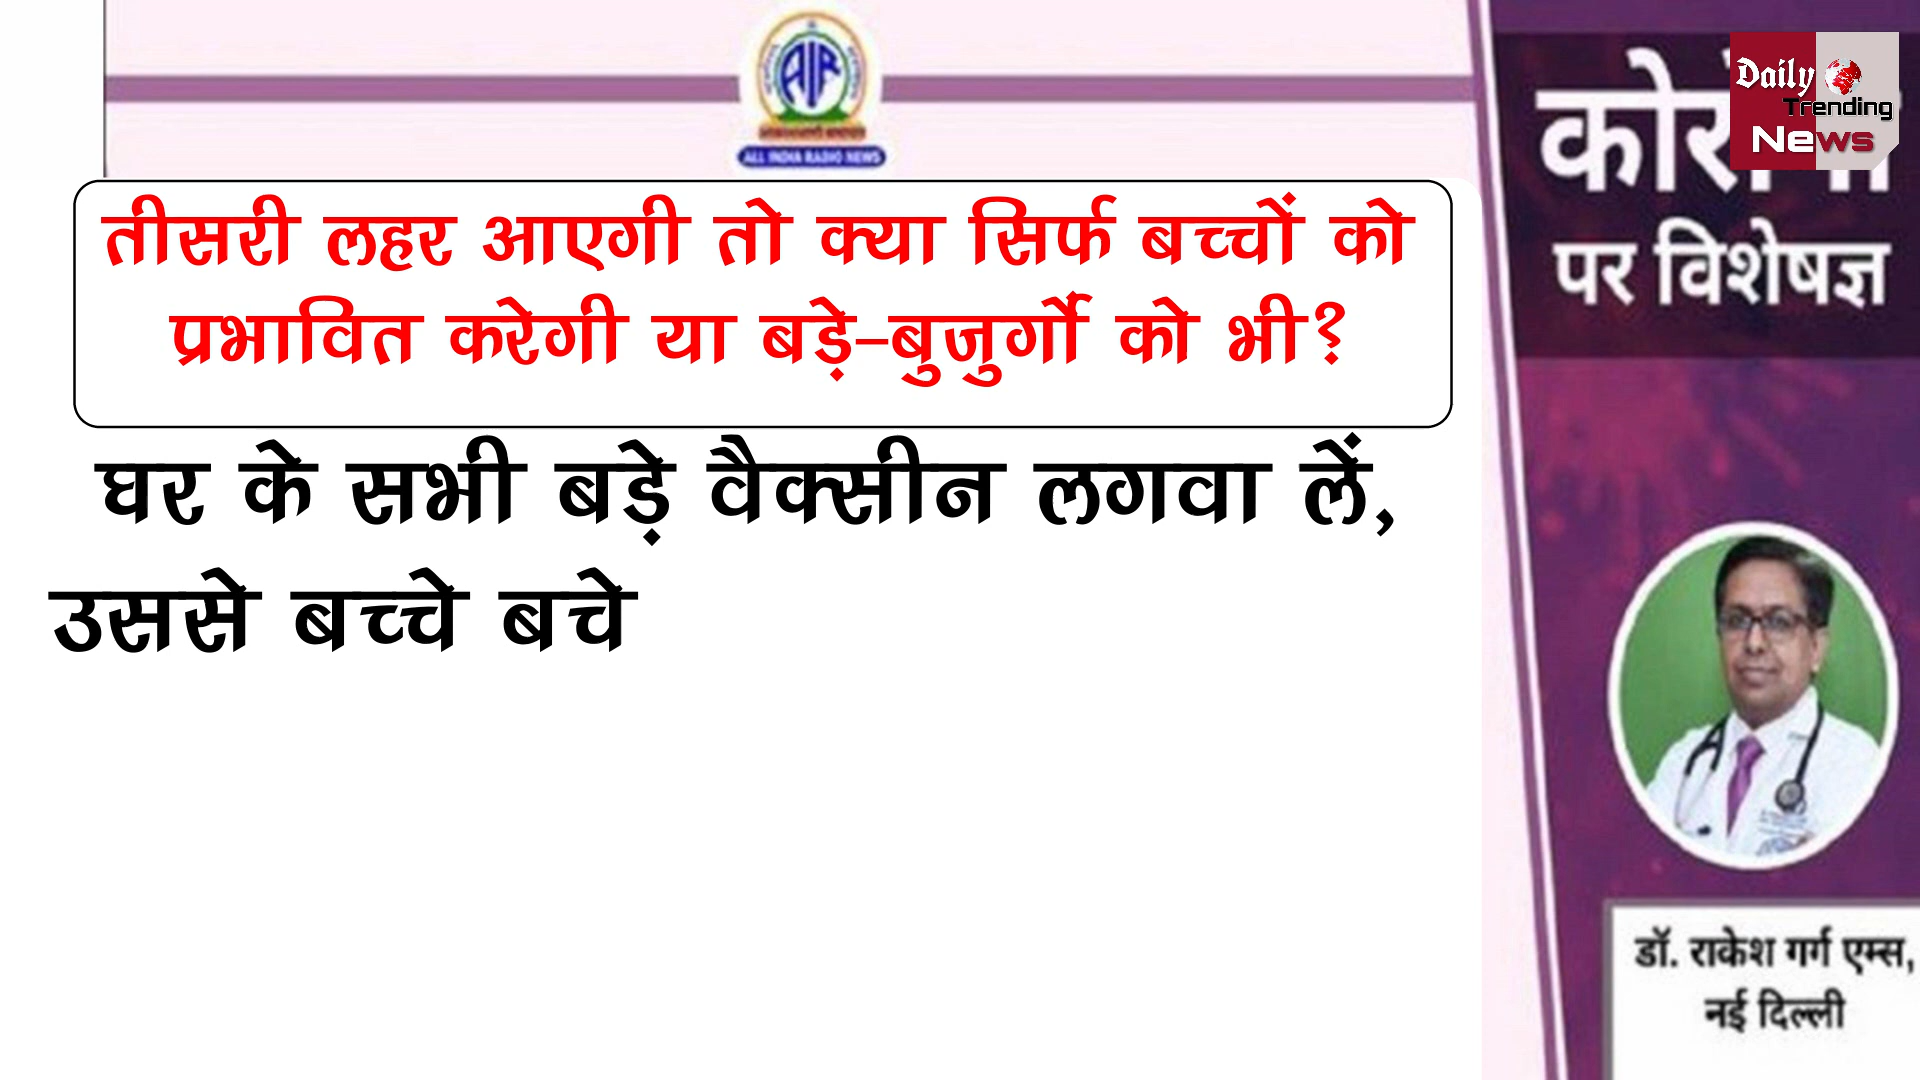 ALL INDIA RADIO NEWS
तीसरी लहर आएगी तो क्या सिर्फ बच्चों को
प्रभावित करेगी या बड़े-बुजुर्गों को भी?
घर के सभी बड़े वैक्सीन लगवा लें,
उससे बच्चे बचे
पर विशेषज्ञ
Daily
Trending
News
डॉ. राकेश गर्ग एम्स,
नई दिल्ली